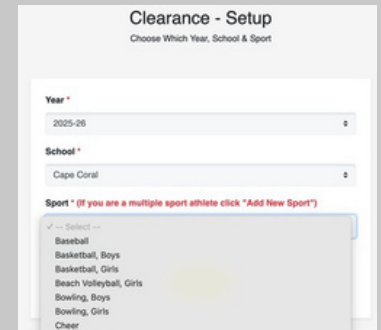 Clearance - Setup
Choose Which Year, School & Sport
Year *
2025-26
School *
Cape Coral
Sport * (If you are a multiple sport athlete click "Add New Sport")
✓ -- Select --
Baseball
Basketball, Boys
Basketball, Girls
Beach Volleyball, Girls
Bowling, Boys
Bowling, Girls
Cheer